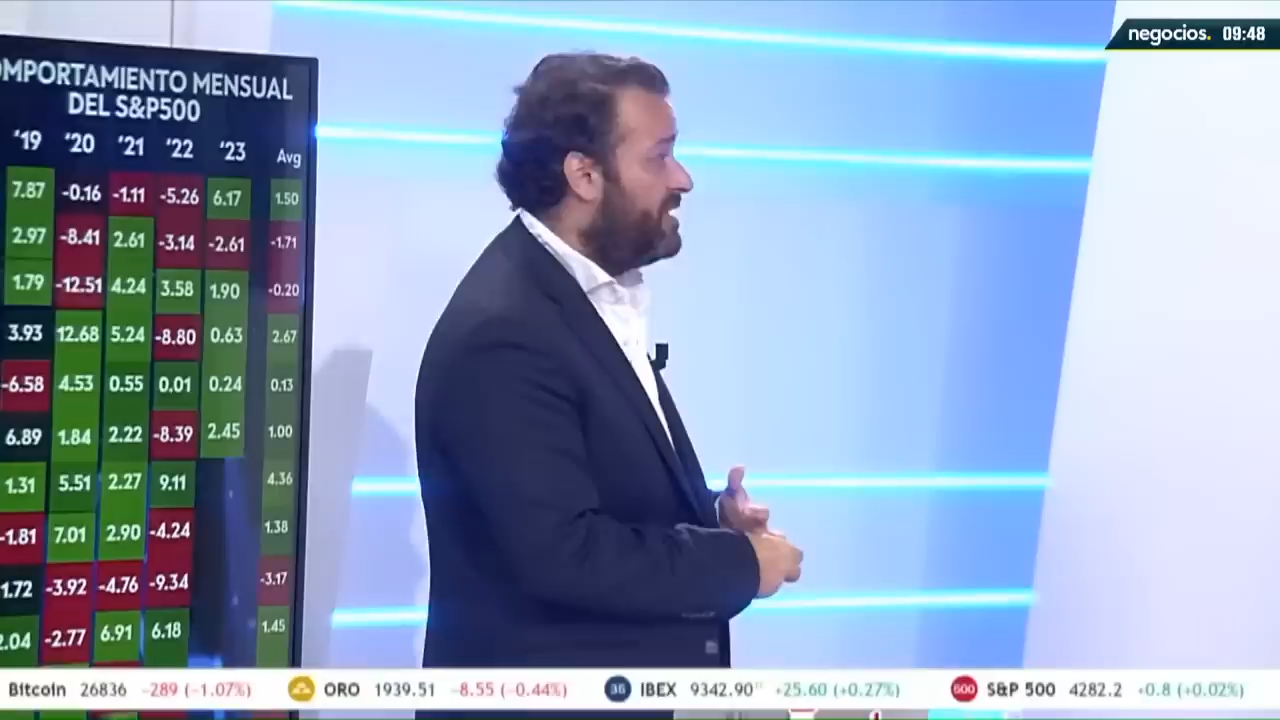 negocios. 09:48
OMPORTAMIENTO MENSUAL
DEL S&P500
'19 '20 '21 '22 '23 Avg
7.87 -0.16 -1.11 -5.26 6.17 1.50
2.97 -8.41 2.61 -3.14 -2.61 -1.71
1.79 -12.51 4.24 3.58 1.90 -0.20
3.93 12.68 5.24 -8.80 0.63 2.67
-6.58 4.53 0.55 0.01 0.24 0.13
6.89 1.84 2.22 -8.39 2.45 1.00
1.31 5.51 2.27 9.11 4.36
-1.81 7.01 2.90 -4.24 1.38
1.72 -3.92 -4.76 -9.34 -3.17
2.04 -2.77 6.91 6.18 1.45
Bitcoin 26836 -289 (-1.07%) ORO 1939.51 -8.55 (-0.44%) 35 IBEX 9342.90 +25.60 (+0.27%) 500 S&P 500 4282.2 +0.8 (+0.02%)